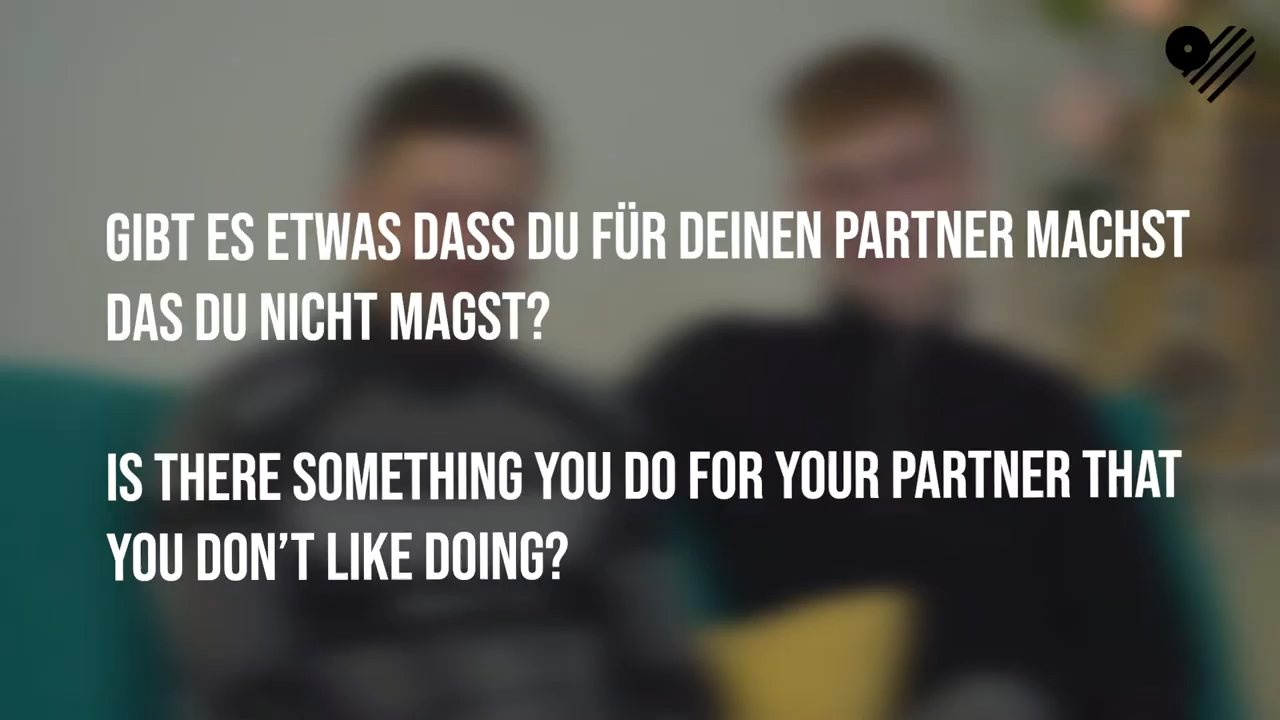 GIBT ES ETWAS DASS DU FÜR DEINEN PARTNER MACHST
DAS DU NICHT MAGST?
IS THERE SOMETHING YOU DO FOR YOUR PARTNER THAT
YOU DON’T LIKE DOING?